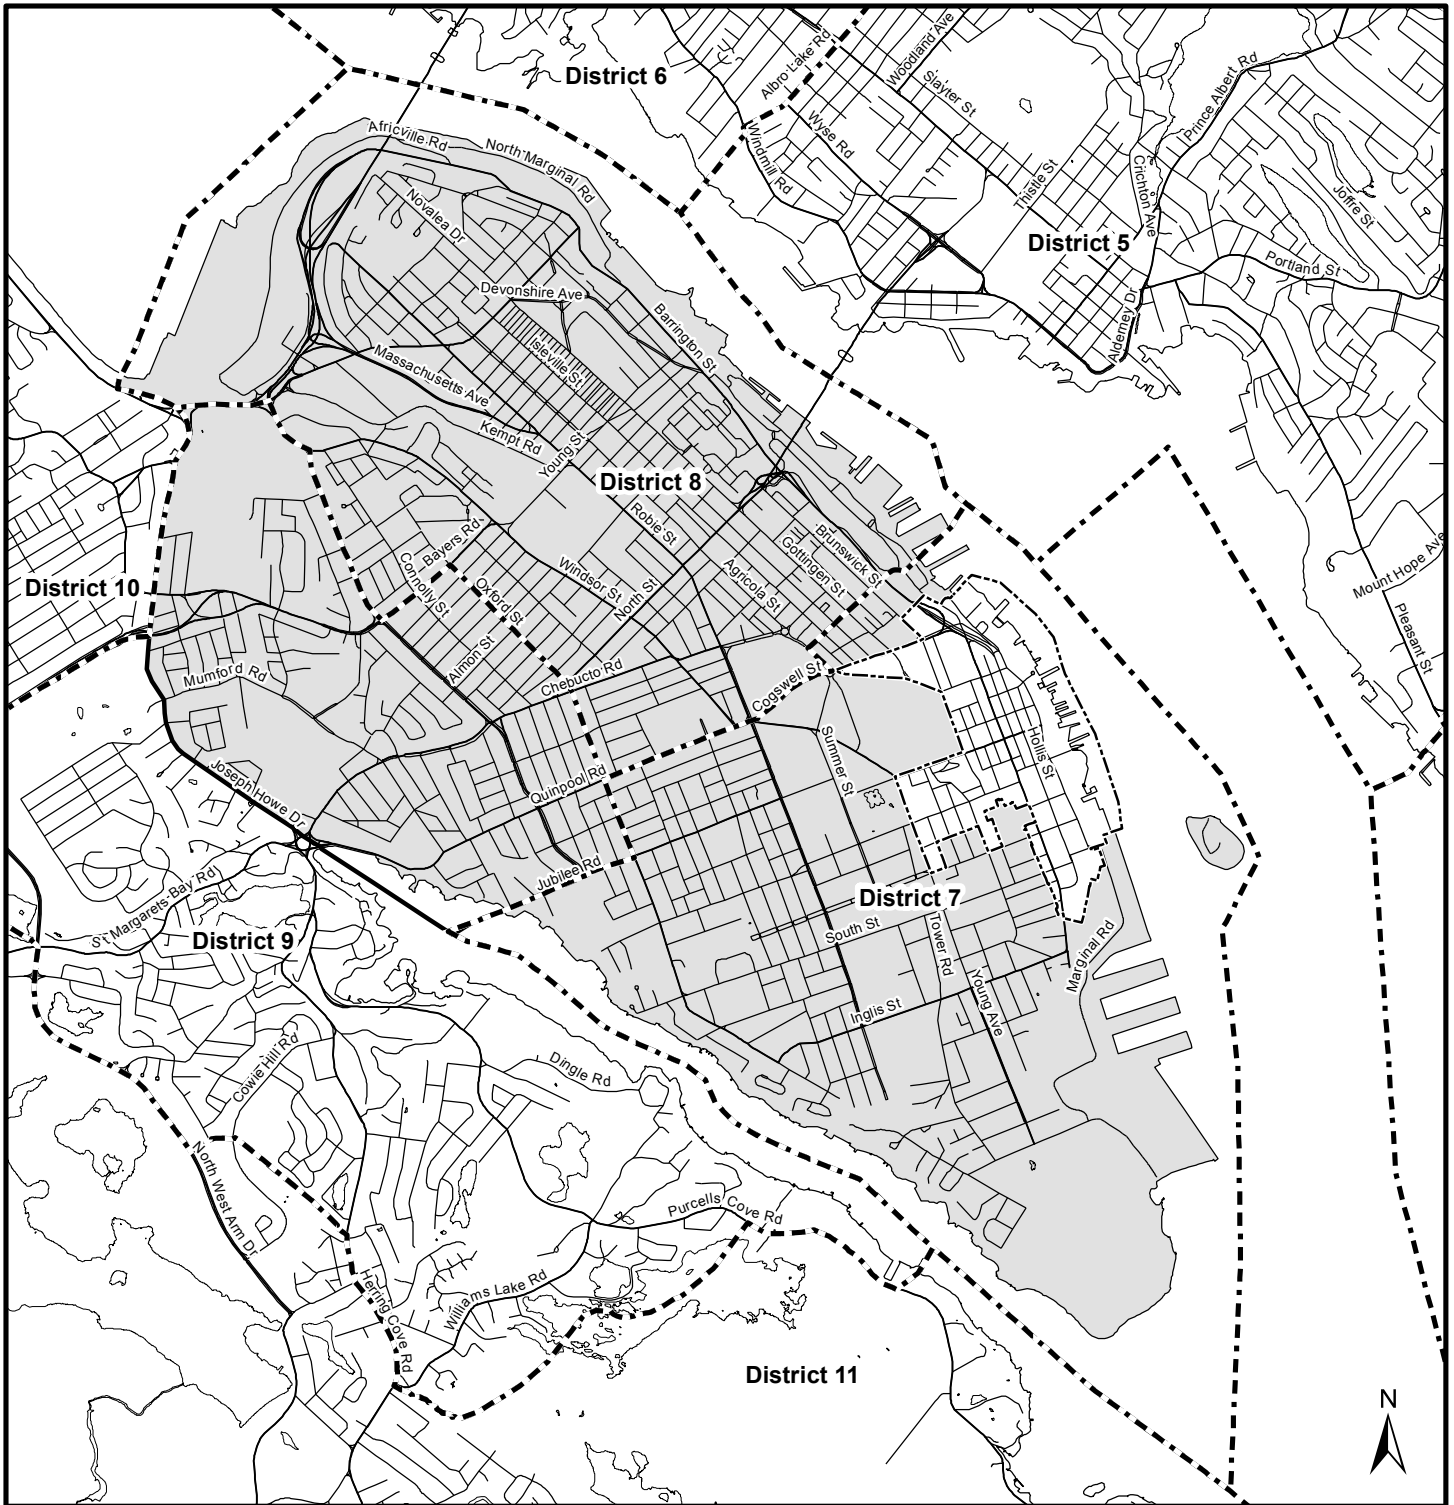 District 6
Albro Lake Rd
Woodland Ave
Slayter St
Prince Albert Rd
Africville Rd
North Marginal Rd
Windmill Rd
Wyse Rd
Thistle St
Crichton Ave
Joffre St
Novalea Dr
District 5
Portland St
Devonshire Ave
Barrington St
Alderney Dr
Isleville St
Massachusetts Ave
Kempt Rd
Young St
District 8
Robie St
Bayers Rd
Brunswick St
Gottingen St
Agricola St
Windsor St
North St
Oxford St
Connolly St
Mount Hope Ave
Pleasant St
District 10
Almon St
Mumford Rd
Chebucto Rd
Cogswell St
Summer St
Hollis St
Joseph Howe Dr
Quinpool Rd
Jubilee Rd
St Margarets Bay Rd
District 7
South St
Tower Rd
Marginal Rd
District 9
Inglis St
Young Ave
Cowie Hill Rd
Dingle Rd
North West Arm Dr
Purcells Cove Rd
Herring Cove Rd
Williams Lake Rd
District 11
N